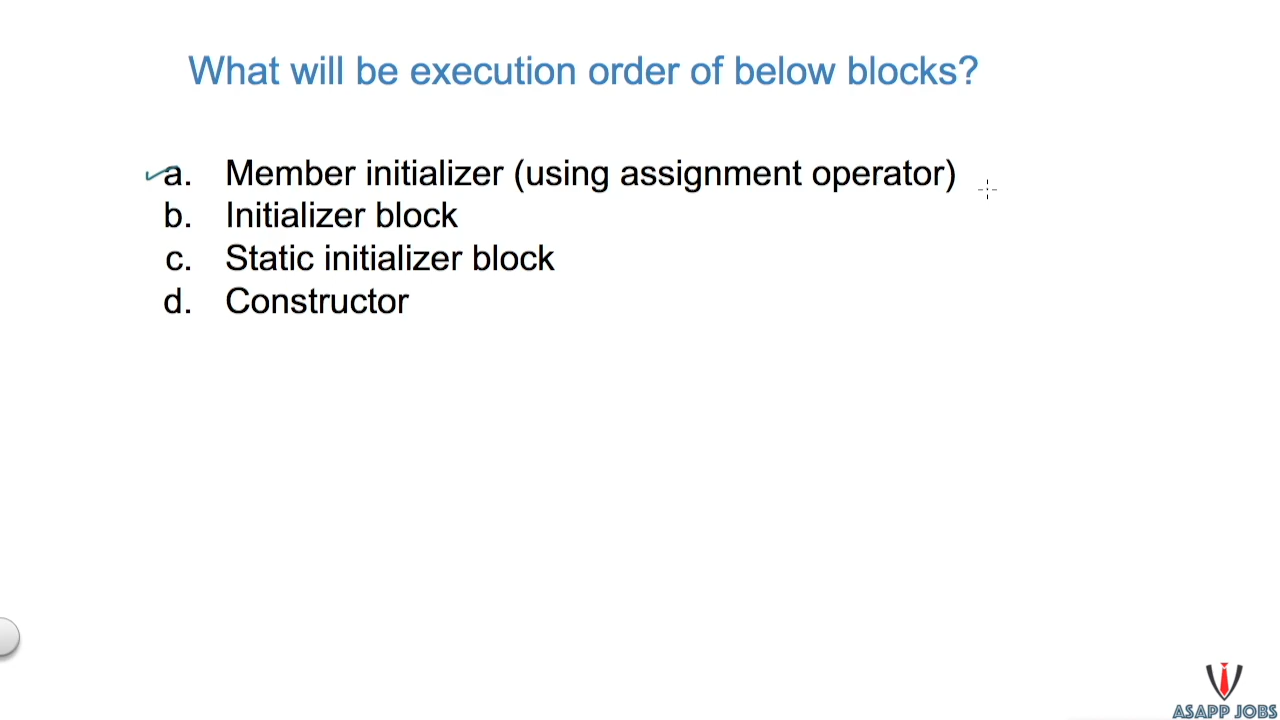 What will be execution order of below blocks?
a. Member initializer (using assignment operator)
b. Initializer block
c. Static initializer block
d. Constructor
ASAPP JOBS